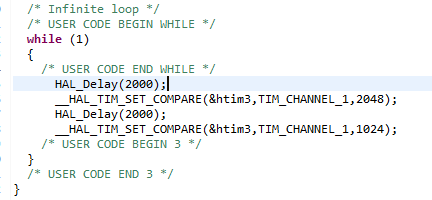 /* Infinite loop */
/* USER CODE BEGIN WHILE */
while (1)
{
/* USER CODE END WHILE */
HAL_Delay(2000);
__HAL_TIM_SET_COMPARE(&htim3,TIM_CHANNEL_1,2048);
HAL_Delay(2000);
__HAL_TIM_SET_COMPARE(&htim3,TIM_CHANNEL_1,1024);
/* USER CODE BEGIN 3 */
}
/* USER CODE END 3 */
}